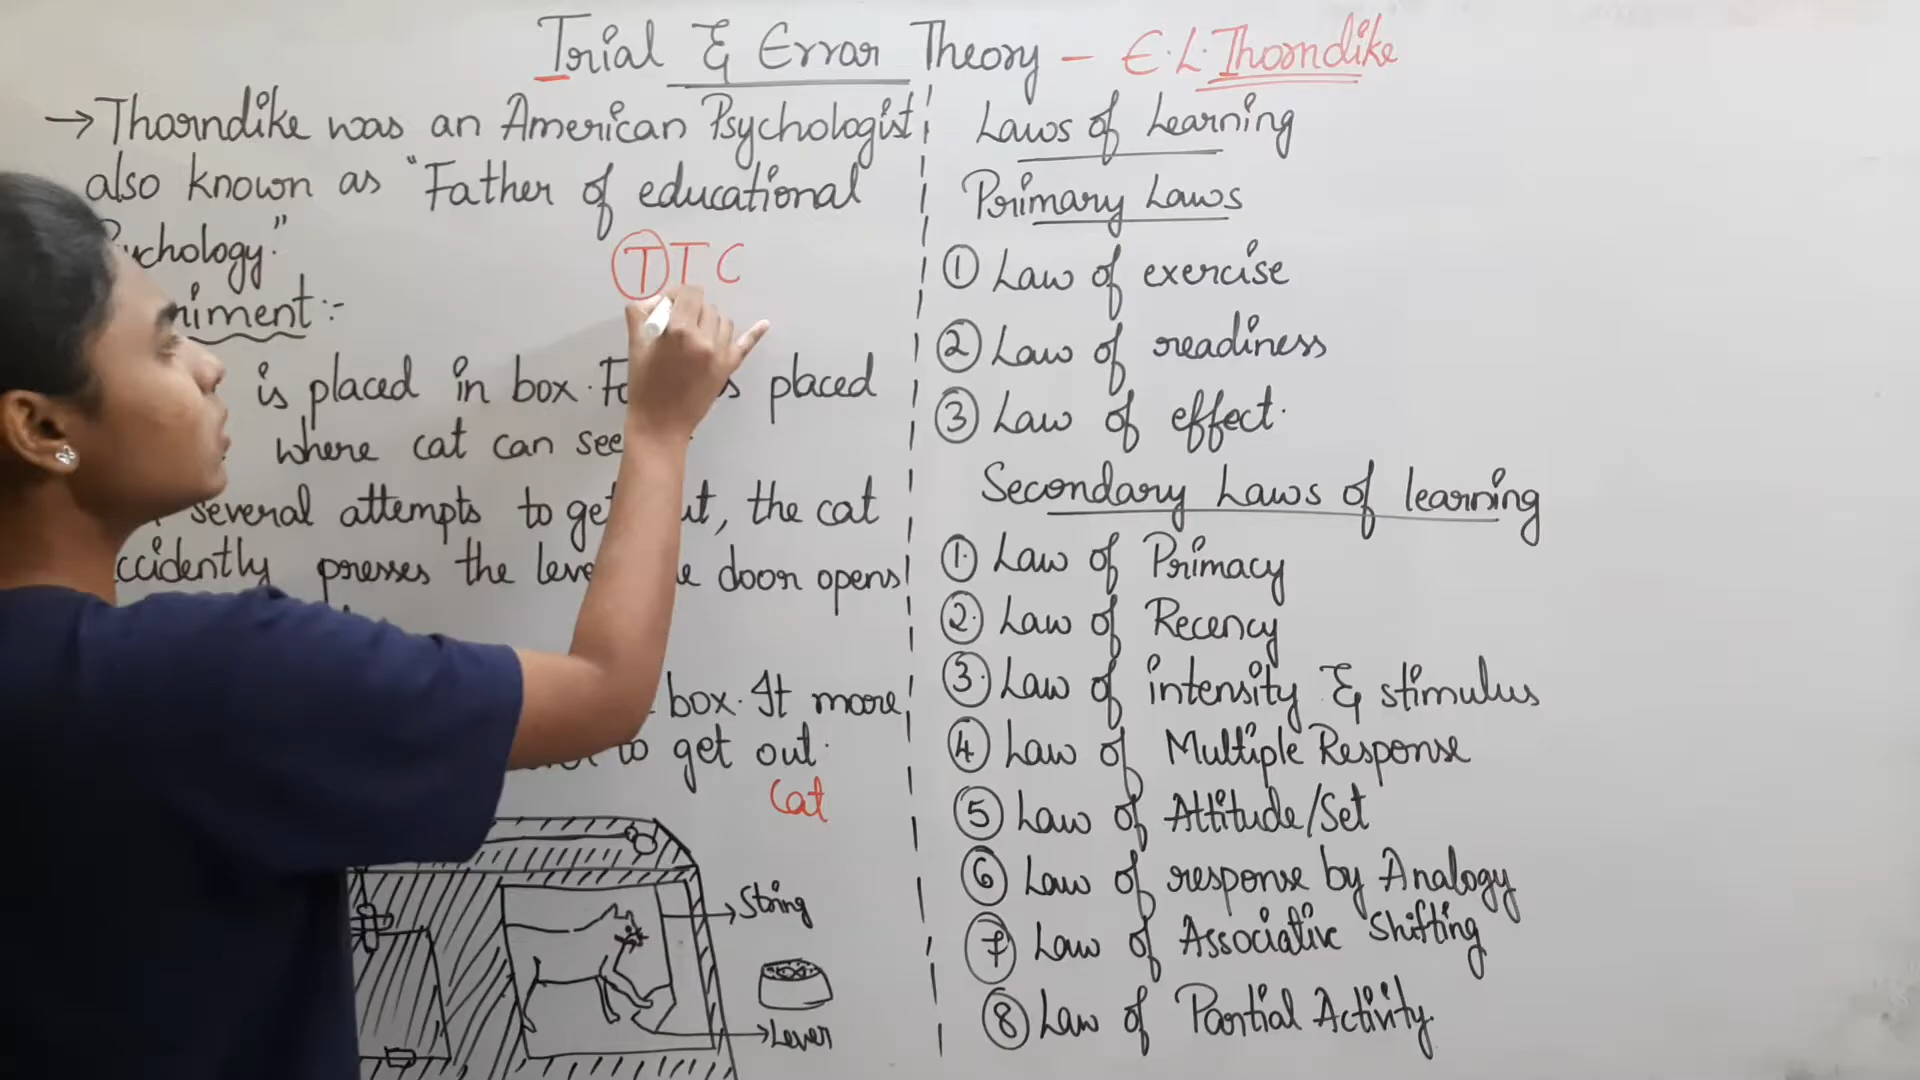 Trial & Error Theory - E.L. Thorndike
→ Thorndike was an American Psychologist
also known as "Father of educational
ychology."
T T C
riment :-
is placed in box. placed
where cat can see
several attempts to get the cat
ccidently presses the door opens
box. It more
to get out.
Cat
String
Lever
Laws of Learning
Primary Laws
1 Law of exercise
2 Law of readiness
3 Law of effect.
Secondary Laws of learning
1. Law of Primacy
2. Law of Recency
3. Law of intensity & stimulus
4 Law of Multiple Response
5 Law of Attitude/Set
6 Law of response by Analogy
7 Law of Associative Shifting
8 Law of Partial Activity